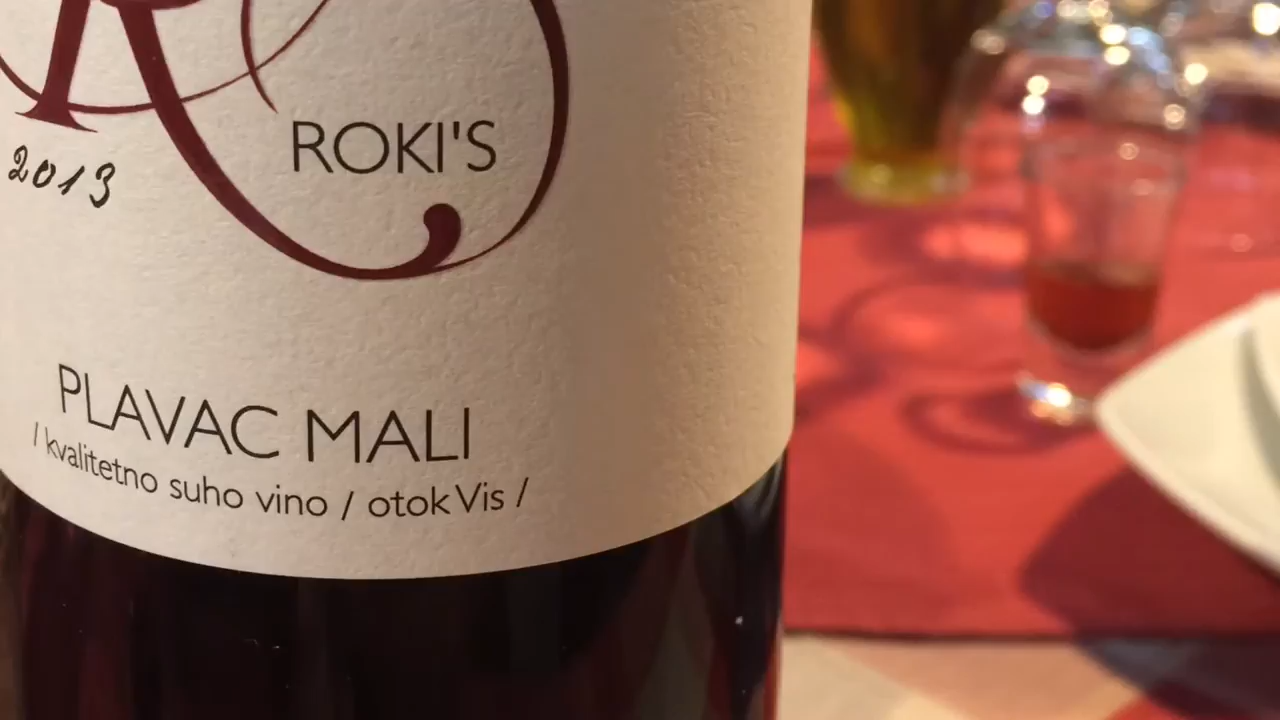 R
ROKI'S
2013
PLAVAC MALI
/ kvalitetno suho vino / otok Vis /